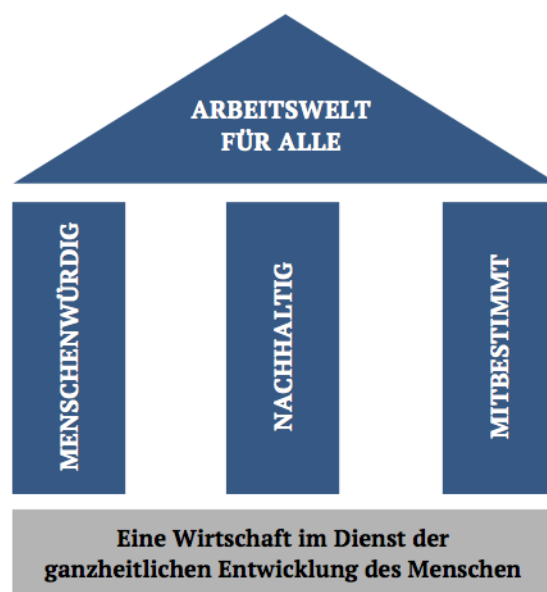 ARBEITSWELT
FÜR ALLE
MENSCHENWÜRDIG
NACHHALTIG
MITBESTIMMT
Eine Wirtschaft im Dienst der
ganzheitlichen Entwicklung des Menschen